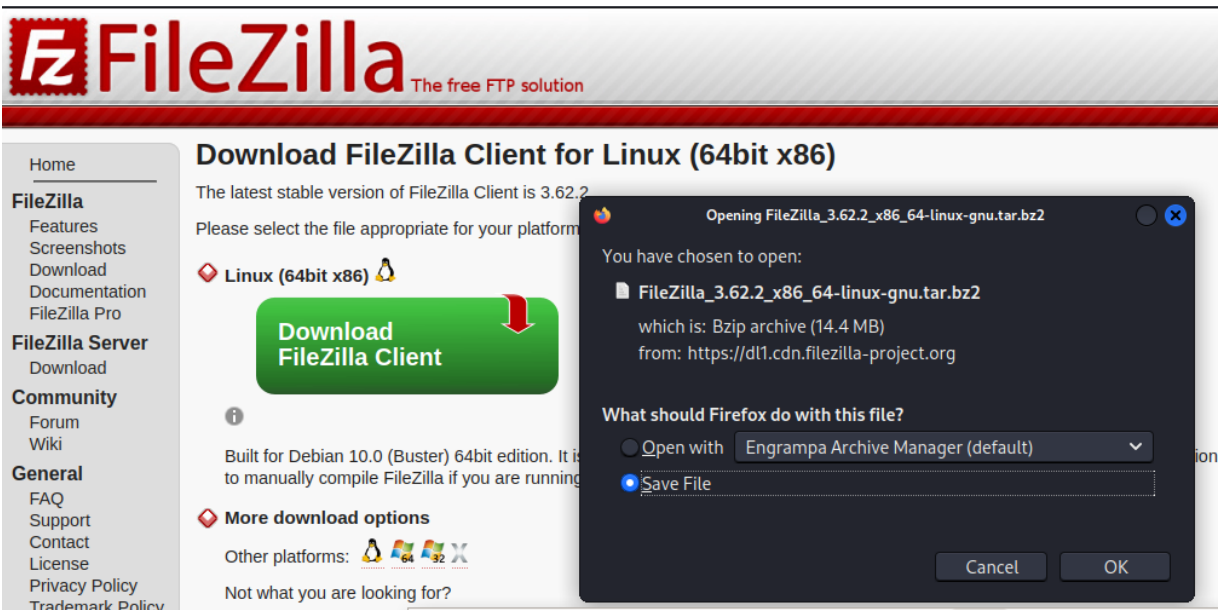 FileZilla
The free FTP solution
Home
FileZilla
Features
Screenshots
Download
Documentation
FileZilla Pro
FileZilla Server
Download
Community
Forum
Wiki
General
FAQ
Support
Contact
License
Privacy Policy
Trademark Policy
Download FileZilla Client for Linux (64bit x86)
The latest stable version of FileZilla Client is 3.62.2
Please select the file appropriate for your platform
Linux (64bit x86)
Download
FileZilla Client
Built for Debian 10.0 (Buster) 64bit edition. It
to manually compile FileZilla if you are running
More download options
Other platforms: 64 32
Not what you are looking for?
Opening FileZilla_3.62.2_x86_64-linux-gnu.tar.bz2
You have chosen to open:
FileZilla_3.62.2_x86_64-linux-gnu.tar.bz2
which is: Bzip archive (14.4 MB)
from: https://dl1.cdn.filezilla-project.org
What should Firefox do with this file?
Open with Engrampa Archive Manager (default)
Save File
Cancel OK